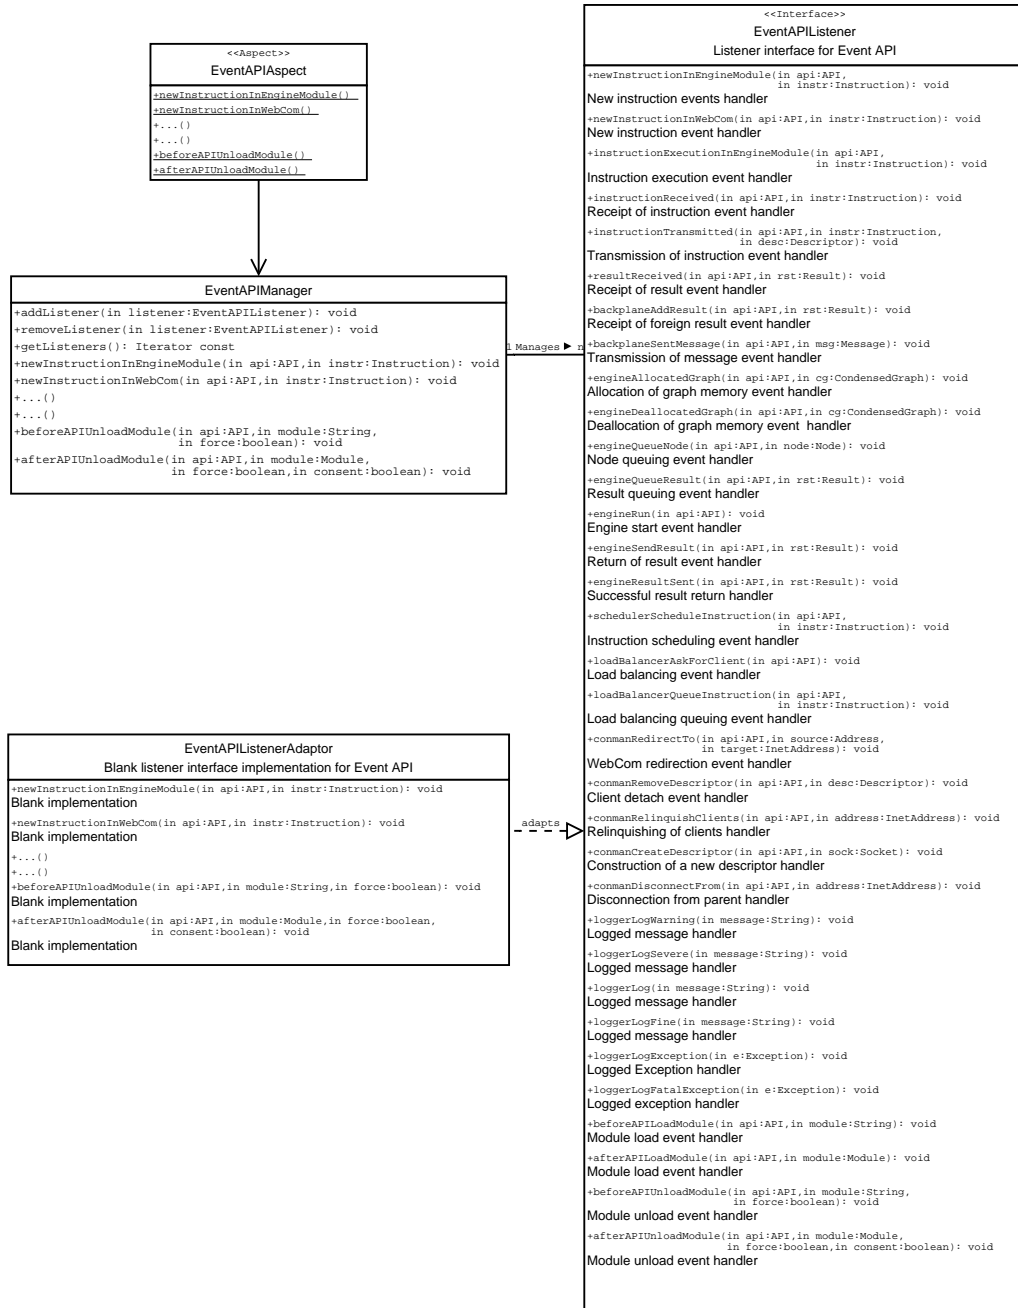 <<Aspect>>
EventAPIAspect
+newInstructionInEngineModule()
+newInstructionInWebCom()
+...()
+...()
+beforeAPIUnloadModule()
+afterAPIUnloadModule()
EventAPIManager
+addListener(in listener:EventAPIListener): void
+removeListener(in listener:EventAPIListener): void
+getListeners(): Iterator const
+newInstructionInEngineModule(in api:API,in instr:Instruction): void
+newInstructionInWebCom(in api:API,in instr:Instruction): void
+...()
+...()
+beforeAPIUnloadModule(in api:API,in module:String,
in force:boolean): void
+afterAPIUnloadModule(in api:API,in module:Module,
in force:boolean,in consent:boolean): void
1 Manages ► n
EventAPIListenerAdaptor
Blank listener interface implementation for Event API
+newInstructionInEngineModule(in api:API,in instr:Instruction): void
Blank implementation
+newInstructionInWebCom(in api:API,in instr:Instruction): void
Blank implementation
+...()
+...()
+beforeAPIUnloadModule(in api:API,in module:String,in force:boolean): void
Blank implementation
+afterAPIUnloadModule(in api:API,in module:Module,in force:boolean,
in consent:boolean): void
Blank implementation
adapts
<<Interface>>
EventAPIListener
Listener interface for Event API
+newInstructionInEngineModule(in api:API,
in instr:Instruction): void
New instruction events handler
+newInstructionInWebCom(in api:API,in instr:Instruction): void
New instruction event handler
+instructionExecutionInEngineModule(in api:API,
in instr:Instruction): void
Instruction execution event handler
+instructionReceived(in api:API,in instr:Instruction): void
Receipt of instruction event handler
+instructionTransmitted(in api:API,in instr:Instruction,
in desc:Descriptor): void
Transmission of instruction event handler
+resultReceived(in api:API,in rst:Result): void
Receipt of result event handler
+backplaneAddResult(in api:API,in rst:Result): void
Receipt of foreign result event handler
+backplaneSentMessage(in api:API,in msg:Message): void
Transmission of message event handler
+engineAllocatedGraph(in api:API,in cg:CondensedGraph): void
Allocation of graph memory event handler
+engineDeallocatedGraph(in api:API,in cg:CondensedGraph): void
Deallocation of graph memory event handler
+engineQueueNode(in api:API,in node:Node): void
Node queuing event handler
+engineQueueResult(in api:API,in rst:Result): void
Result queuing event handler
+engineRun(in api:API): void
Engine start event handler
+engineSendResult(in api:API,in rst:Result): void
Return of result event handler
+engineResultSent(in api:API,in rst:Result): void
Successful result return handler
+schedulerScheduleInstruction(in api:API,
in instr:Instruction): void
Instruction scheduling event handler
+loadBalancerAskForClient(in api:API): void
Load balancing event handler
+loadBalancerQueueInstruction(in api:API,
in instr:Instruction): void
Load balancing queuing event handler
+conmanRedirectTo(in api:API,in source:Address,
in target:InetAddress): void
WebCom redirection event handler
+conmanRemoveDescriptor(in api:API,in desc:Descriptor): void
Client detach event handler
+conmanRelinquishClients(in api:API,in address:InetAddress): void
Relinquishing of clients handler
+conmanCreateDescriptor(in api:API,in sock:Socket): void
Construction of a new descriptor handler
+conmanDisconnectFrom(in api:API,in address:InetAddress): void
Disconnection from parent handler
+loggerLogWarning(in message:String): void
Logged message handler
+loggerLogSevere(in message:String): void
Logged message handler
+loggerLog(in message:String): void
Logged message handler
+loggerLogFine(in message:String): void
Logged message handler
+loggerLogException(in e:Exception): void
Logged Exception handler
+loggerLogFatalException(in e:Exception): void
Logged exception handler
+beforeAPILoadModule(in api:API,in module:String): void
Module load event handler
+afterAPILoadModule(in api:API,in module:Module): void
Module load event handler
+beforeAPIUnloadModule(in api:API,in module:String,
in force:boolean): void
Module unload event handler
+afterAPIUnloadModule(in api:API,in module:Module,
in force:boolean,in consent:boolean): void
Module unload event handler